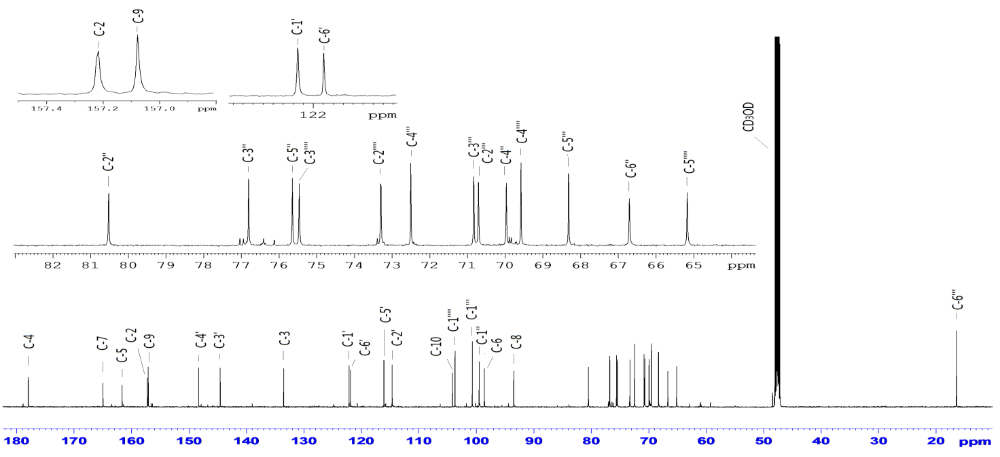 C-2
C-9
157.4 157.2 157.0 ppm
C-1'
C-6'
122 ppm
CD3OD
C-2''
C-3''
C-5''
C-3''''
C-2''''
C-4'''
C-3'''
C-2'''
C-4''
C-4''''
C-5'''
C-6''
C-5''''
82 81 80 79 78 77 76 75 74 73 72 71 70 69 68 67 66 65 ppm
C-4
C-7
C-5
C-2
C-9
C-4'
C-3'
C-3
C-1'
C-6'
C-5'
C-2'
C-10
C-1''''
C-1'''
C-1''
C-6
C-8
C-6'''
180 170 160 150 140 130 120 110 100 90 80 70 60 50 40 30 20 ppm